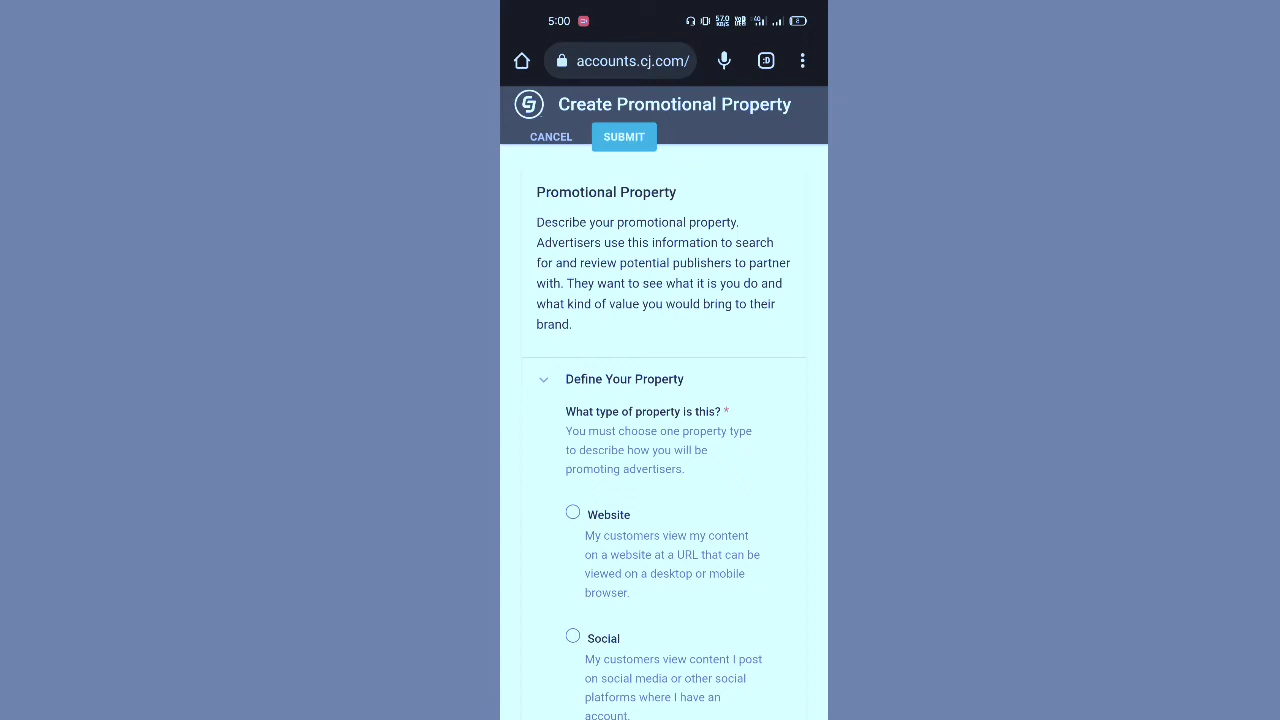 5:00
57.0
KB/S
4G
accounts.cj.com/
:D
Create Promotional Property
CANCEL
SUBMIT
Promotional Property
Describe your promotional property.
Advertisers use this information to search
for and review potential publishers to partner
with. They want to see what it is you do and
what kind of value you would bring to their
brand.
Define Your Property
What type of property is this? *
You must choose one property type
to describe how you will be
promoting advertisers.
Website
My customers view my content
on a website at a URL that can be
viewed on a desktop or mobile
browser.
Social
My customers view content I post
on social media or other social
platforms where I have an
account.